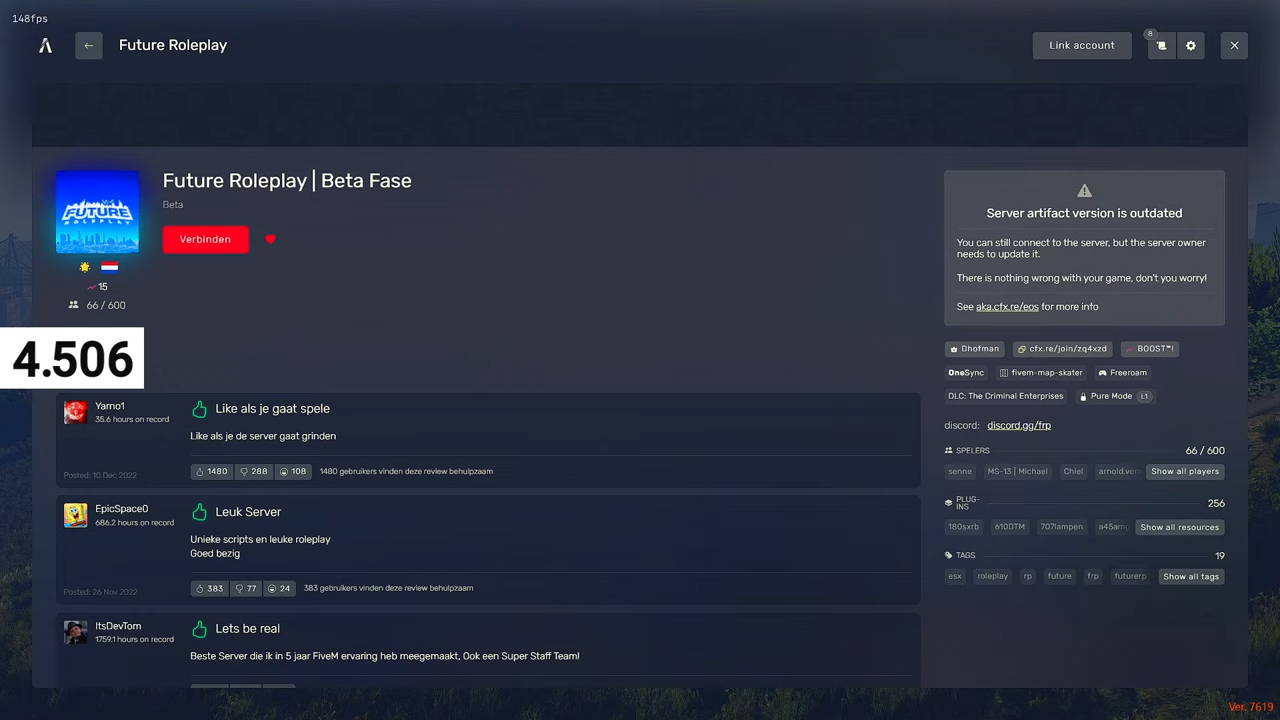 148fps
Future Roleplay
Link account
8
FUTURE
ROLEPLAY
Future Roleplay | Beta Fase
Beta
Verbinden
15
66 / 600
4.506
Server artifact version is outdated
You can still connect to the server, but the server owner
needs to update it.
There is nothing wrong with your game, don't you worry!
See aka.cfx.re/eos for more info
Dhofman
cfx.re/join/zq4xzd
BOOST™!
OneSync
fivem-map-skater
Freeroam
DLC: The Criminal Enterprises
Pure Mode L1
discord: discord.gg/frp
SPELERS 66 / 600
senne MS-13 | Michael Chiel arnold.ver Show all players
PLUG-
INS 256
180sxrb 610DTM 707lampen a45amg Show all resources
TAGS 19
esx roleplay rp future frp futurerp Show all tags
Yarno1
35.6 hours on record
Posted: 10 Dec 2022
Like als je gaat spele
Like als je de server gaat grinden
1480 288 108 1480 gebruikers vinden deze review behulpzaam
EpicSpaceO
686.2 hours on record
Posted: 26 Nov 2022
Leuk Server
Unieke scripts en leuke roleplay
Goed bezig
383 77 24 383 gebruikers vinden deze review behulpzaam
ItsDevTom
1759.1 hours on record
Lets be real
Beste Server die ik in 5 jaar FiveM ervaring heb meegemaakt, Ook een Super Staff Team!
Ver. 7619